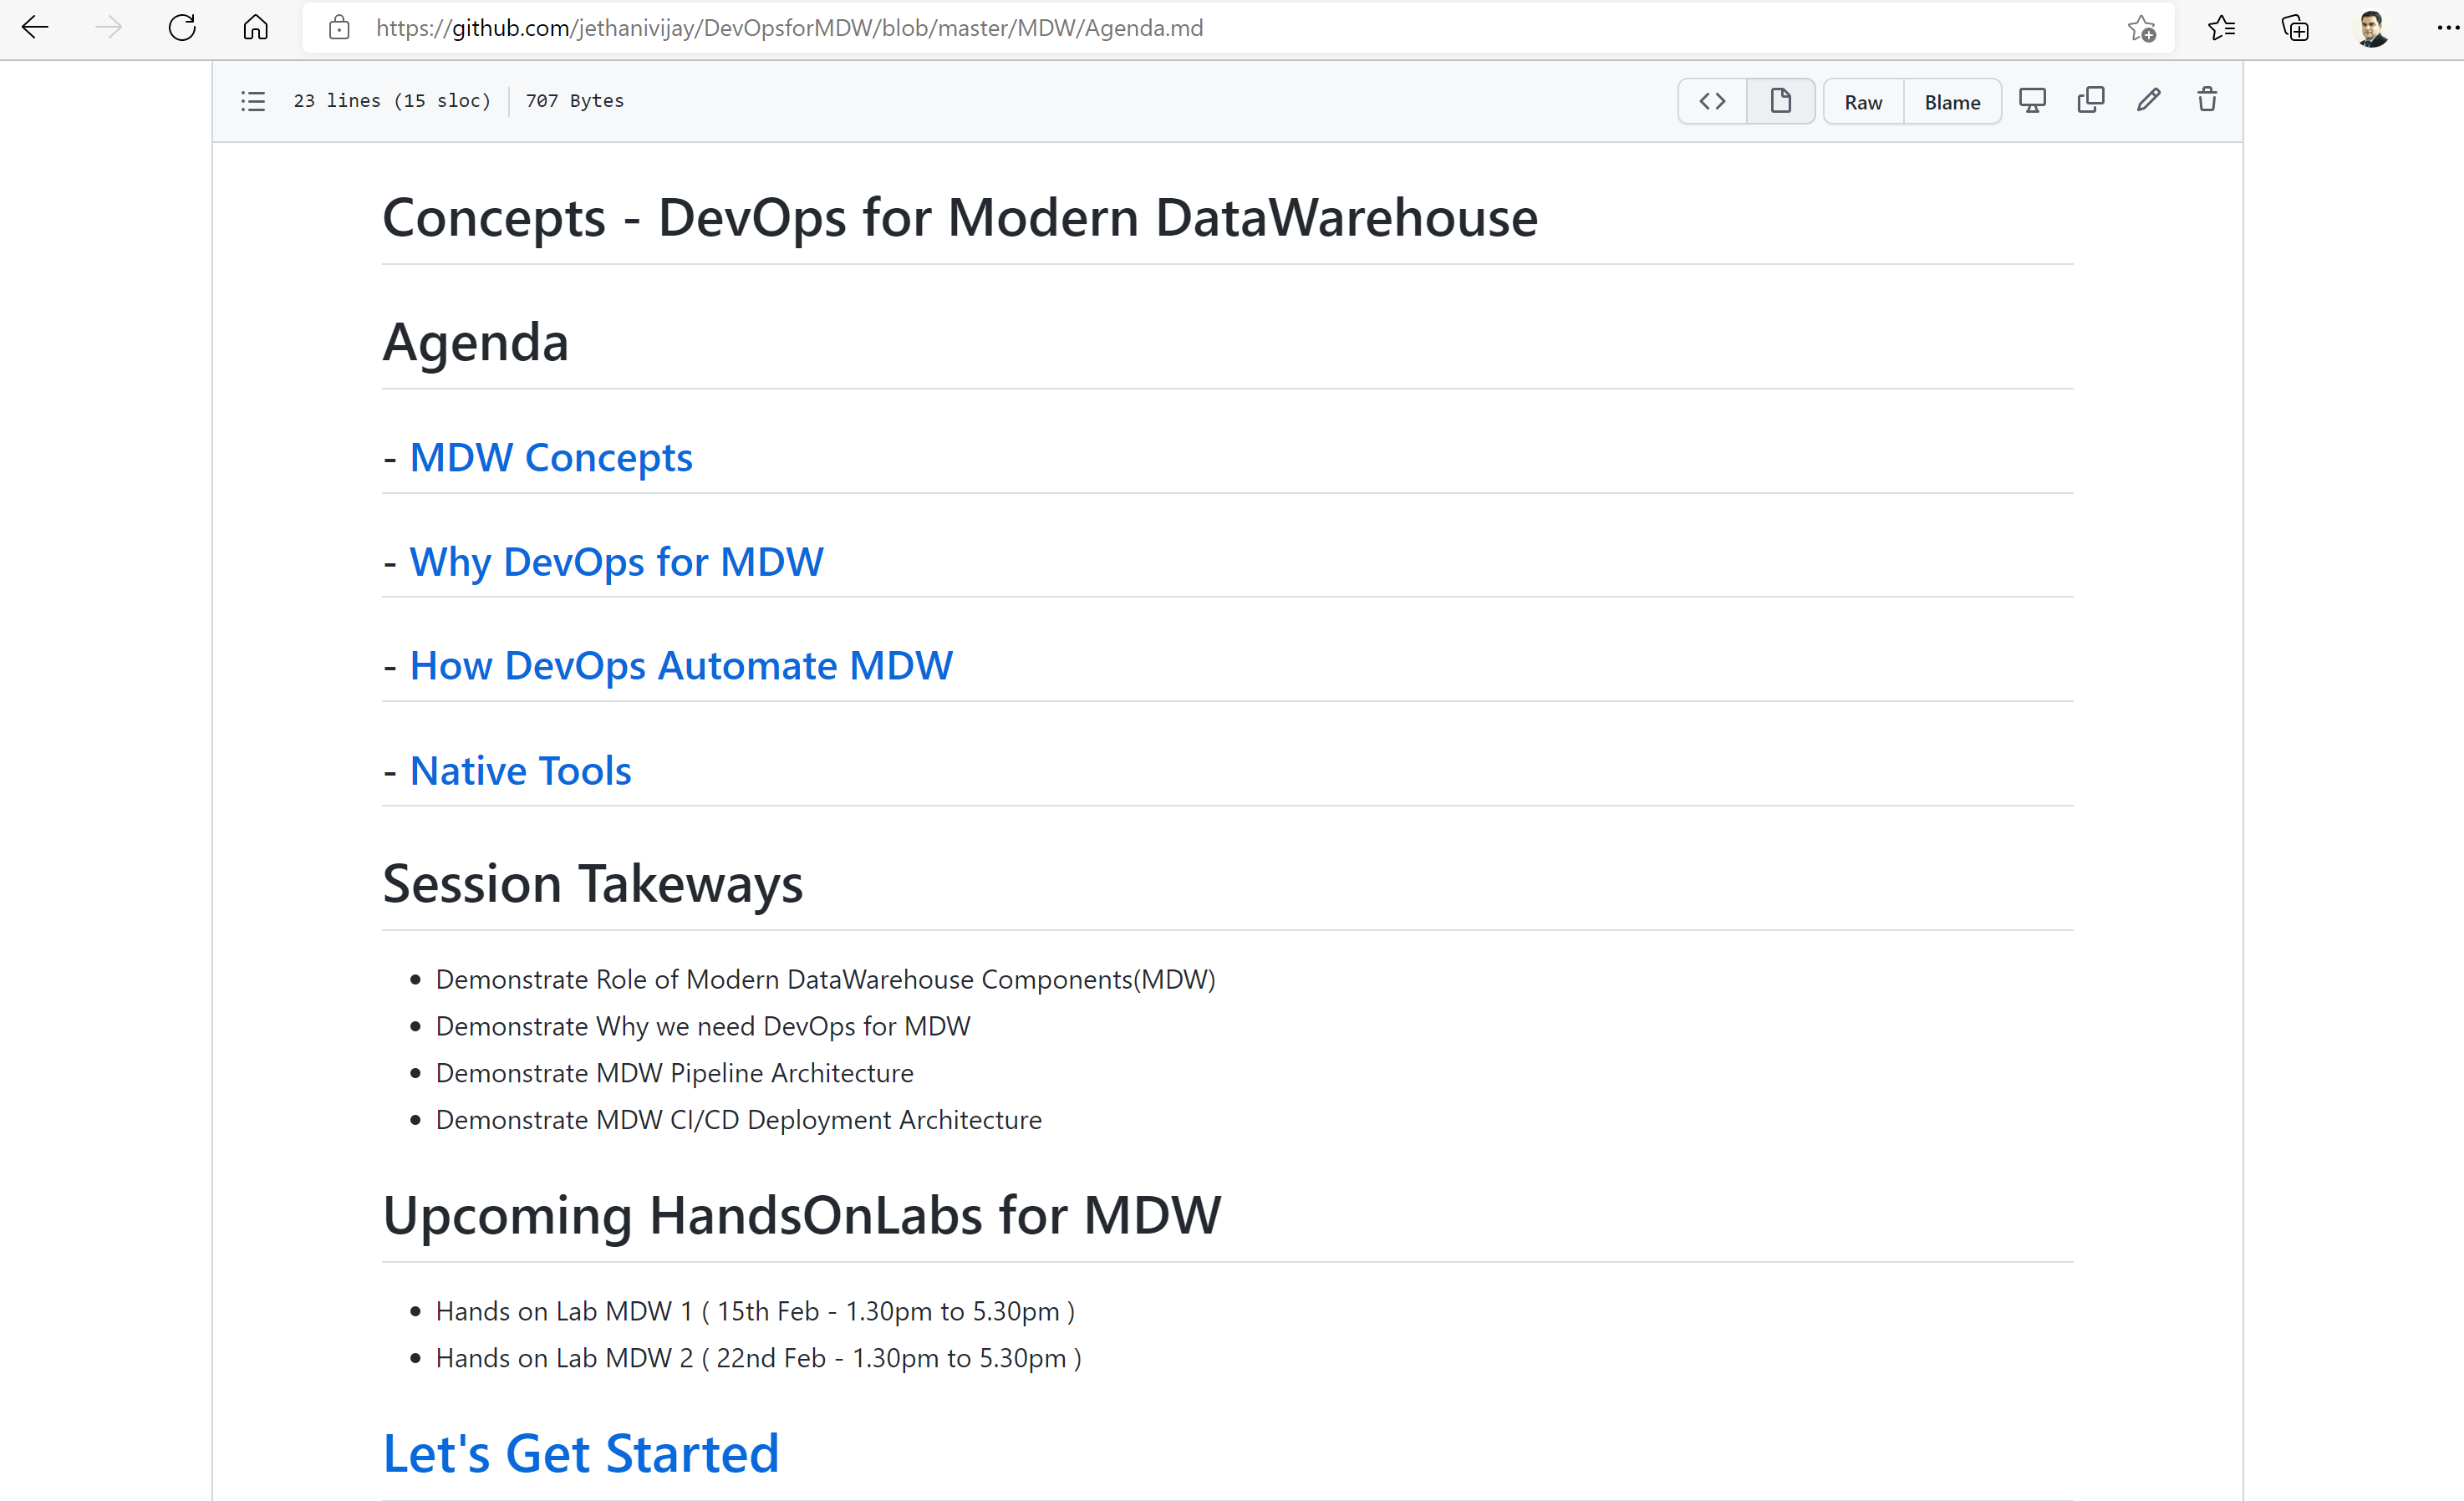 https://github.com/jethanivijay/DevOpsforMDW/blob/master/MDW/Agenda.md
23 lines (15 sloc) 707 Bytes Raw Blame
Concepts - DevOps for Modern DataWarehouse
Agenda
- MDW Concepts
- Why DevOps for MDW
- How DevOps Automate MDW
- Native Tools
Session Takeways
Demonstrate Role of Modern DataWarehouse Components(MDW)
Demonstrate Why we need DevOps for MDW
Demonstrate MDW Pipeline Architecture
Demonstrate MDW CI/CD Deployment Architecture
Upcoming HandsOnLabs for MDW
Hands on Lab MDW 1 ( 15th Feb - 1.30pm to 5.30pm )
Hands on Lab MDW 2 ( 22nd Feb - 1.30pm to 5.30pm )
Let's Get Started